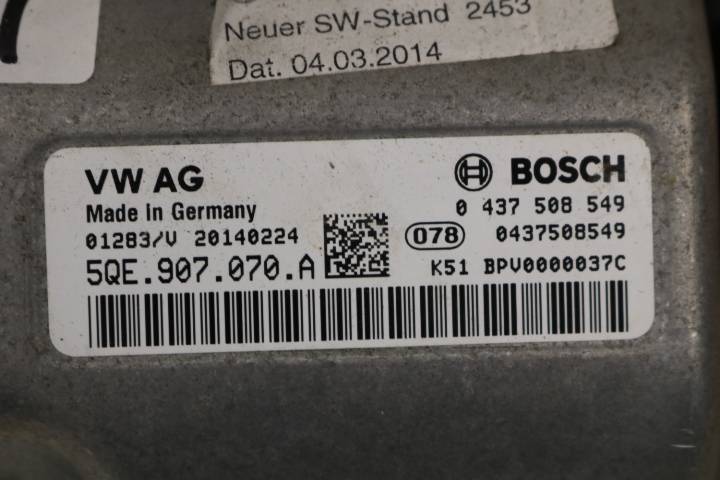 Neuer SW-Stand 2453
Dat. 04.03.2014
VW AG
BOSCH
Made in Germany
0 437 508 549
01283/V 20140224
078
0437508549
5QE.907.070.A
K51 BPV0000037C